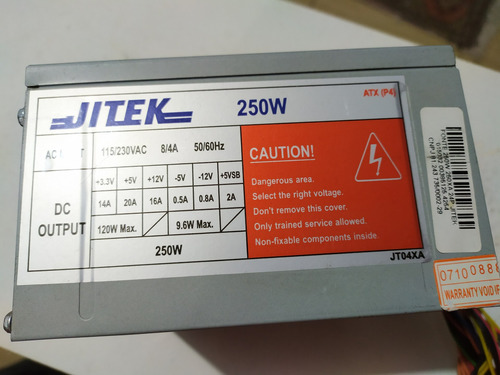 JITEK 250W ATX (P4)
AC INPUT 115/230VAC 8/4A 50/60Hz
+3.3V +5V +12V -5V -12V +5VSB
DC OUTPUT 14A 20A 16A 0.5A 0.8A 2A
120W Max. 9.6W Max.
250W
CAUTION!
Dangerous area.
Select the right voltage.
Don't remove this cover.
Only trained service allowed.
Non-fixable components inside.
JT04XA
0710088
WARRANTY VOID IF